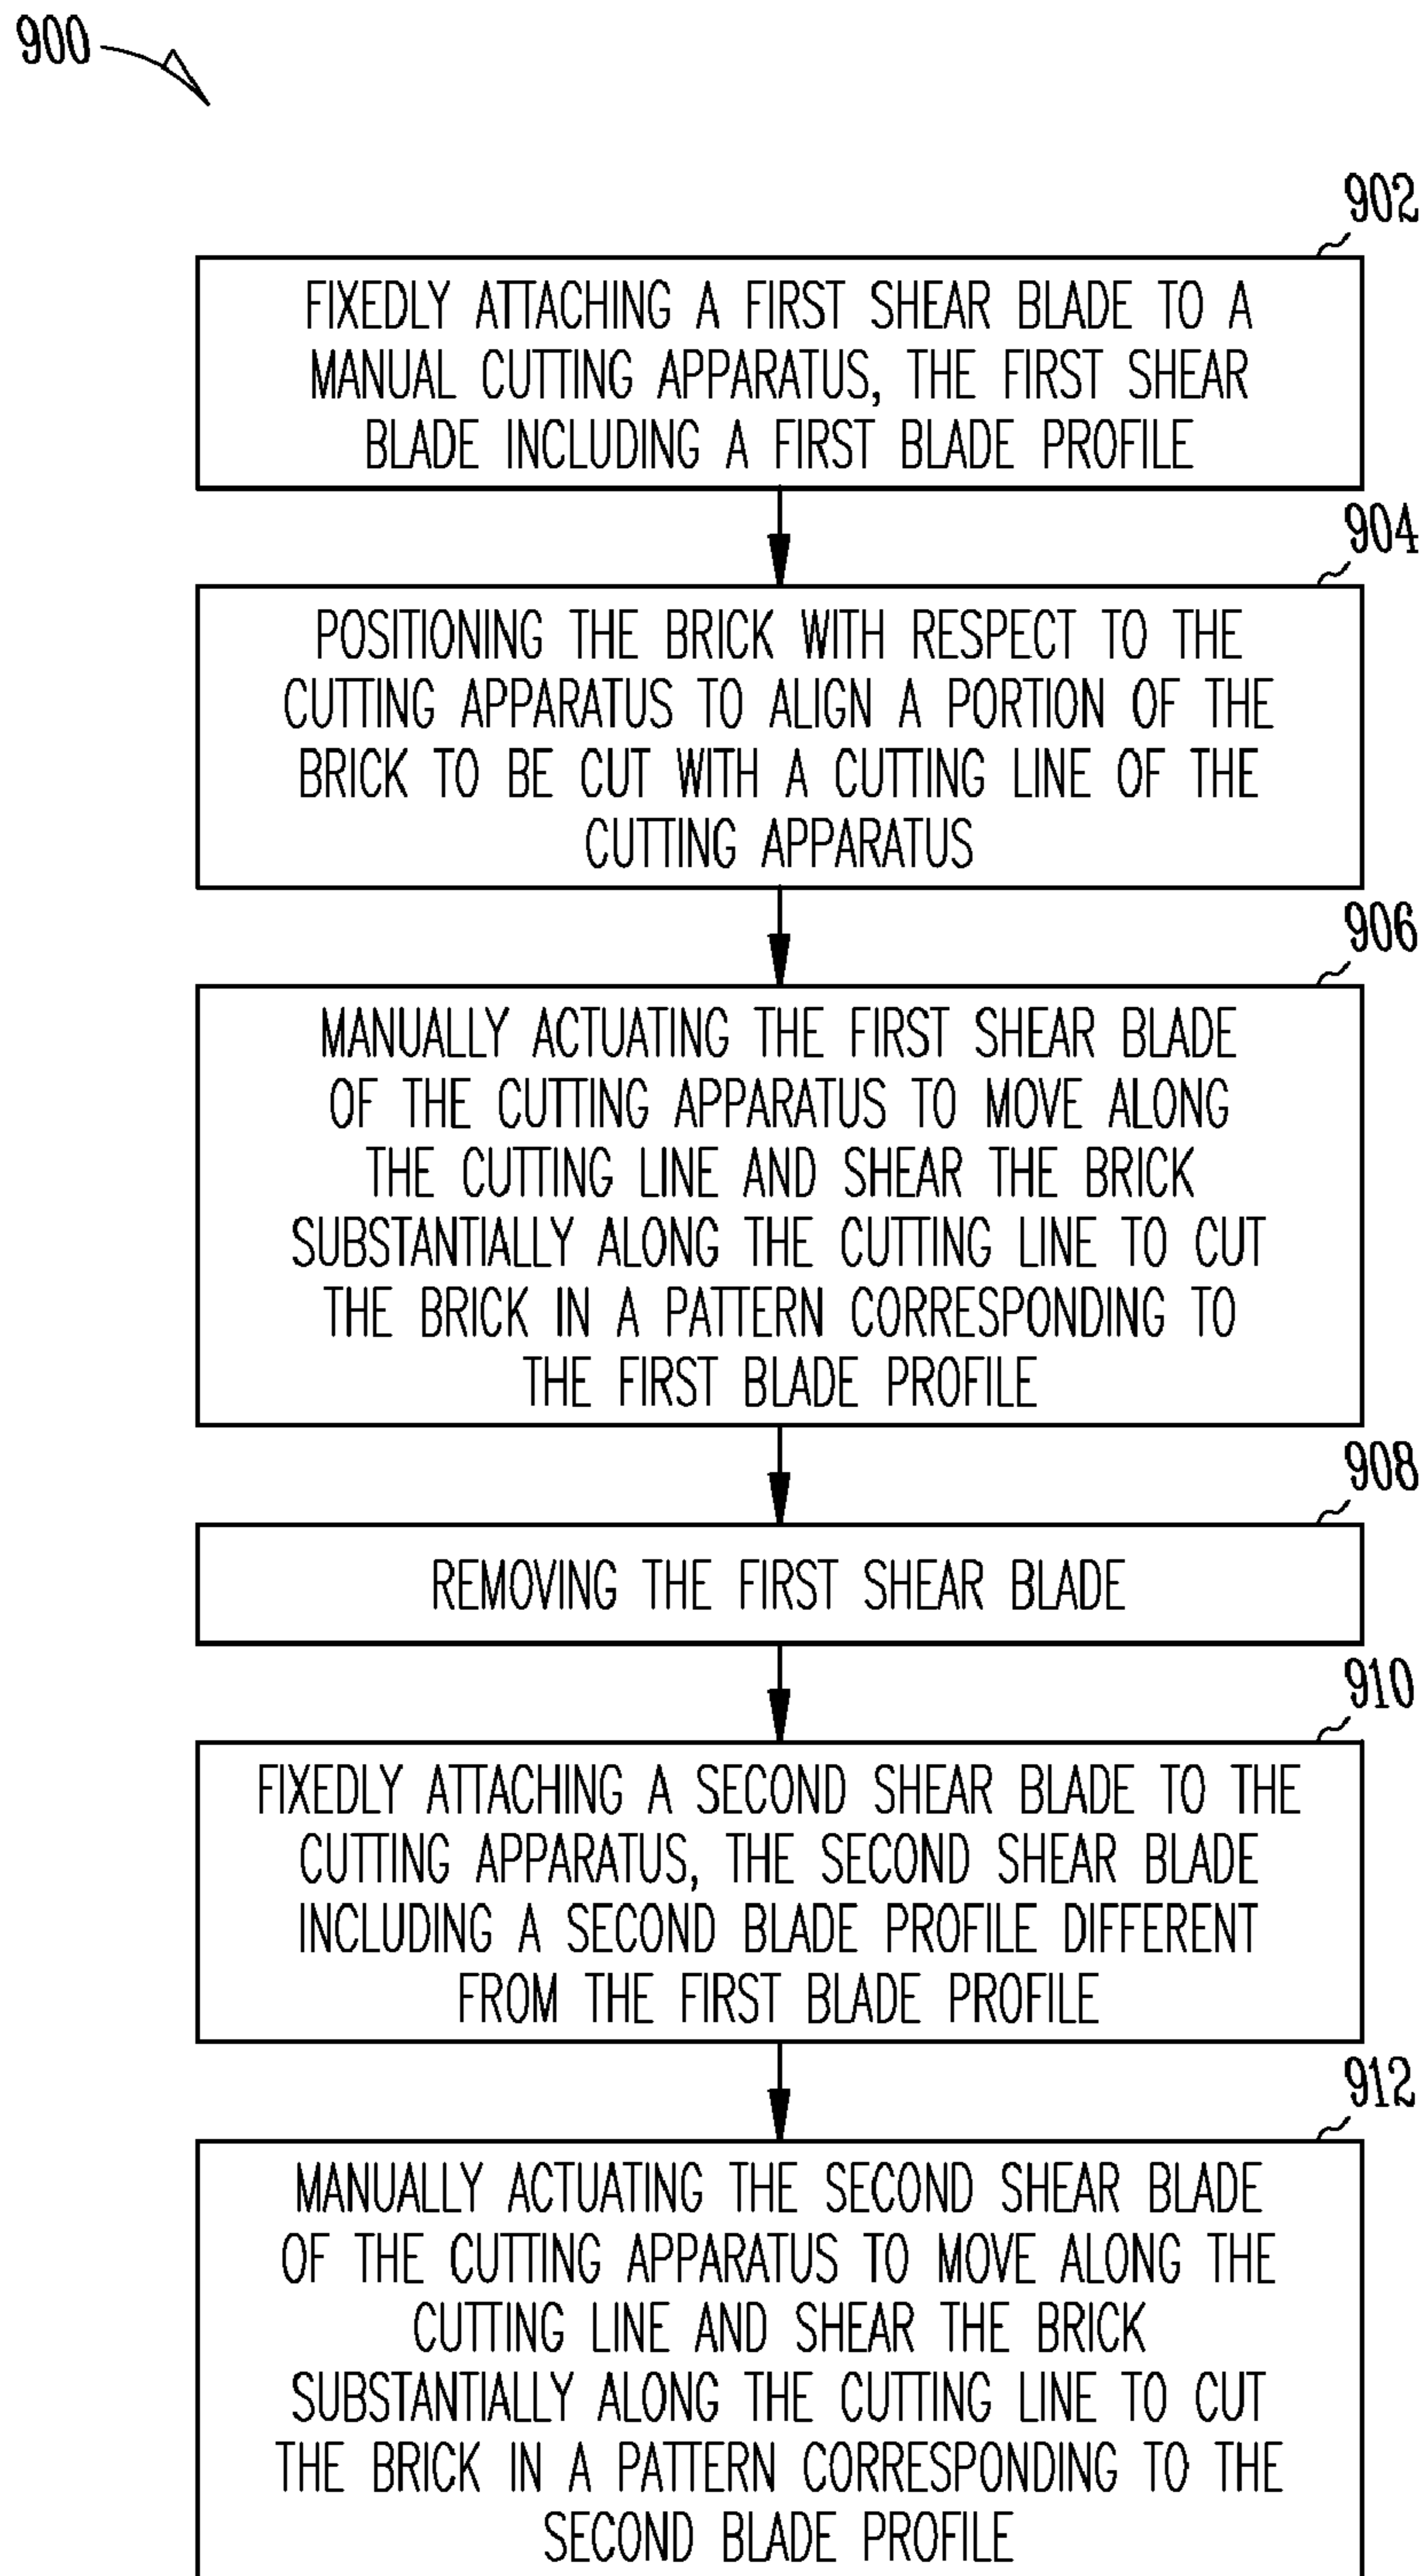 900
902
FIXEDLY ATTACHING A FIRST SHEAR BLADE TO A
MANUAL CUTTING APPARATUS, THE FIRST SHEAR
BLADE INCLUDING A FIRST BLADE PROFILE
904
POSITIONING THE BRICK WITH RESPECT TO THE
CUTTING APPARATUS TO ALIGN A PORTION OF THE
BRICK TO BE CUT WITH A CUTTING LINE OF THE
CUTTING APPARATUS
906
MANUALLY ACTUATING THE FIRST SHEAR BLADE
OF THE CUTTING APPARATUS TO MOVE ALONG
THE CUTTING LINE AND SHEAR THE BRICK
SUBSTANTIALLY ALONG THE CUTTING LINE TO CUT
THE BRICK IN A PATTERN CORRESPONDING TO
THE FIRST BLADE PROFILE
908
REMOVING THE FIRST SHEAR BLADE
910
FIXEDLY ATTACHING A SECOND SHEAR BLADE TO THE
CUTTING APPARATUS, THE SECOND SHEAR BLADE
INCLUDING A SECOND BLADE PROFILE DIFFERENT
FROM THE FIRST BLADE PROFILE
912
MANUALLY ACTUATING THE SECOND SHEAR BLADE
OF THE CUTTING APPARATUS TO MOVE ALONG THE
CUTTING LINE AND SHEAR THE BRICK
SUBSTANTIALLY ALONG THE CUTTING LINE TO CUT
THE BRICK IN A PATTERN CORRESPONDING TO THE
SECOND BLADE PROFILE